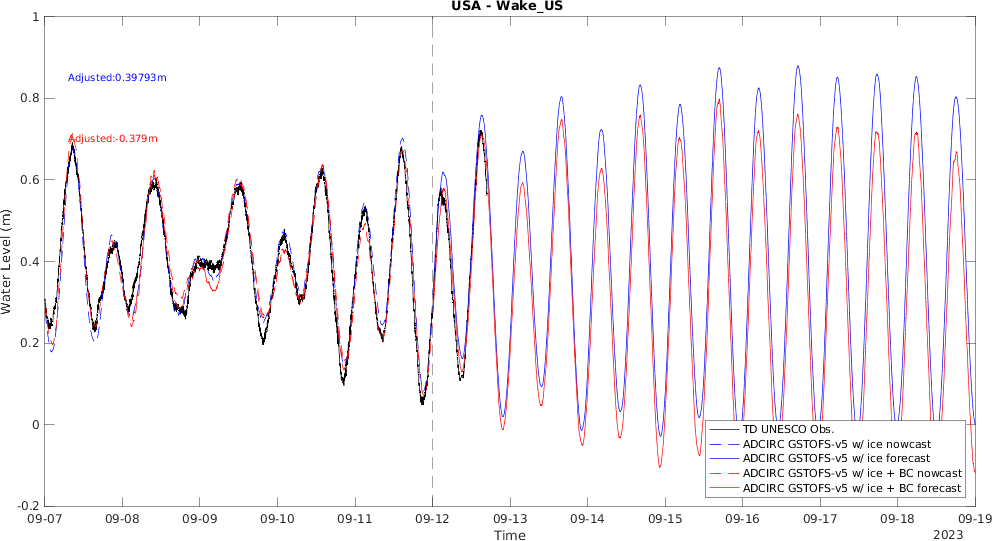 USA - Wake_US
1
0.8
0.6
0.4
0.2
0
-0.2
Water Level (m)
Adjusted:0.39793m
Adjusted:-0.379m
TD UNESCO Obs.
ADCIRC GSTOFS-v5 w/ ice nowcast
ADCIRC GSTOFS-v5 w/ ice forecast
ADCIRC GSTOFS-v5 w/ ice + BC nowcast
ADCIRC GSTOFS-v5 w/ ice + BC forecast
09-07 09-08 09-09 09-10 09-11 09-12 09-13 09-14 09-15 09-16 09-17 09-18 09-19
Time
2023